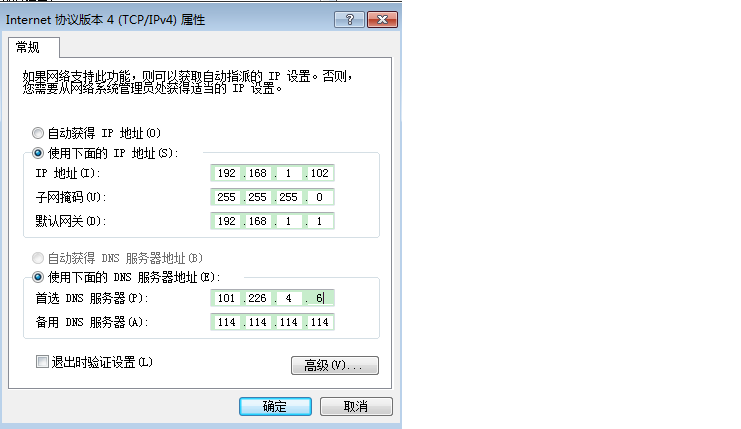 Internet 协议版本 4 (TCP/IPv4) 属性
常规
如果网络支持此功能，则可以获取自动指派的 IP 设置。否则，
您需要从网络系统管理员处获得适当的 IP 设置。
自动获得 IP 地址(O)
使用下面的 IP 地址(S):
IP 地址(I): 192 .168 . 1 .102
子网掩码(U): 255 .255 .255 . 0
默认网关(D): 192 .168 . 1 . 1
自动获得 DNS 服务器地址(B)
使用下面的 DNS 服务器地址(E):
首选 DNS 服务器(P): 101 .226 . 4 . 6
备用 DNS 服务器(A): 114 .114 .114 .114
退出时验证设置(L)
高级(V)...
确定 取消